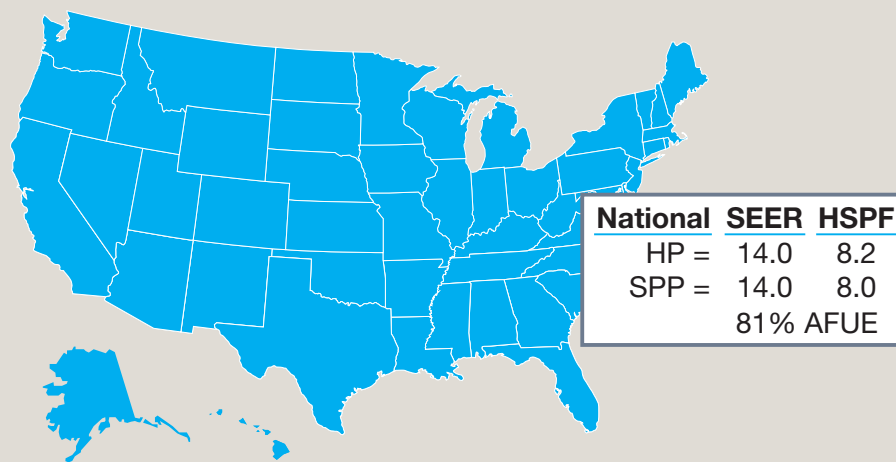 National SEER HSPF
HP = 14.0 8.2
SPP = 14.0 8.0
81% AFUE